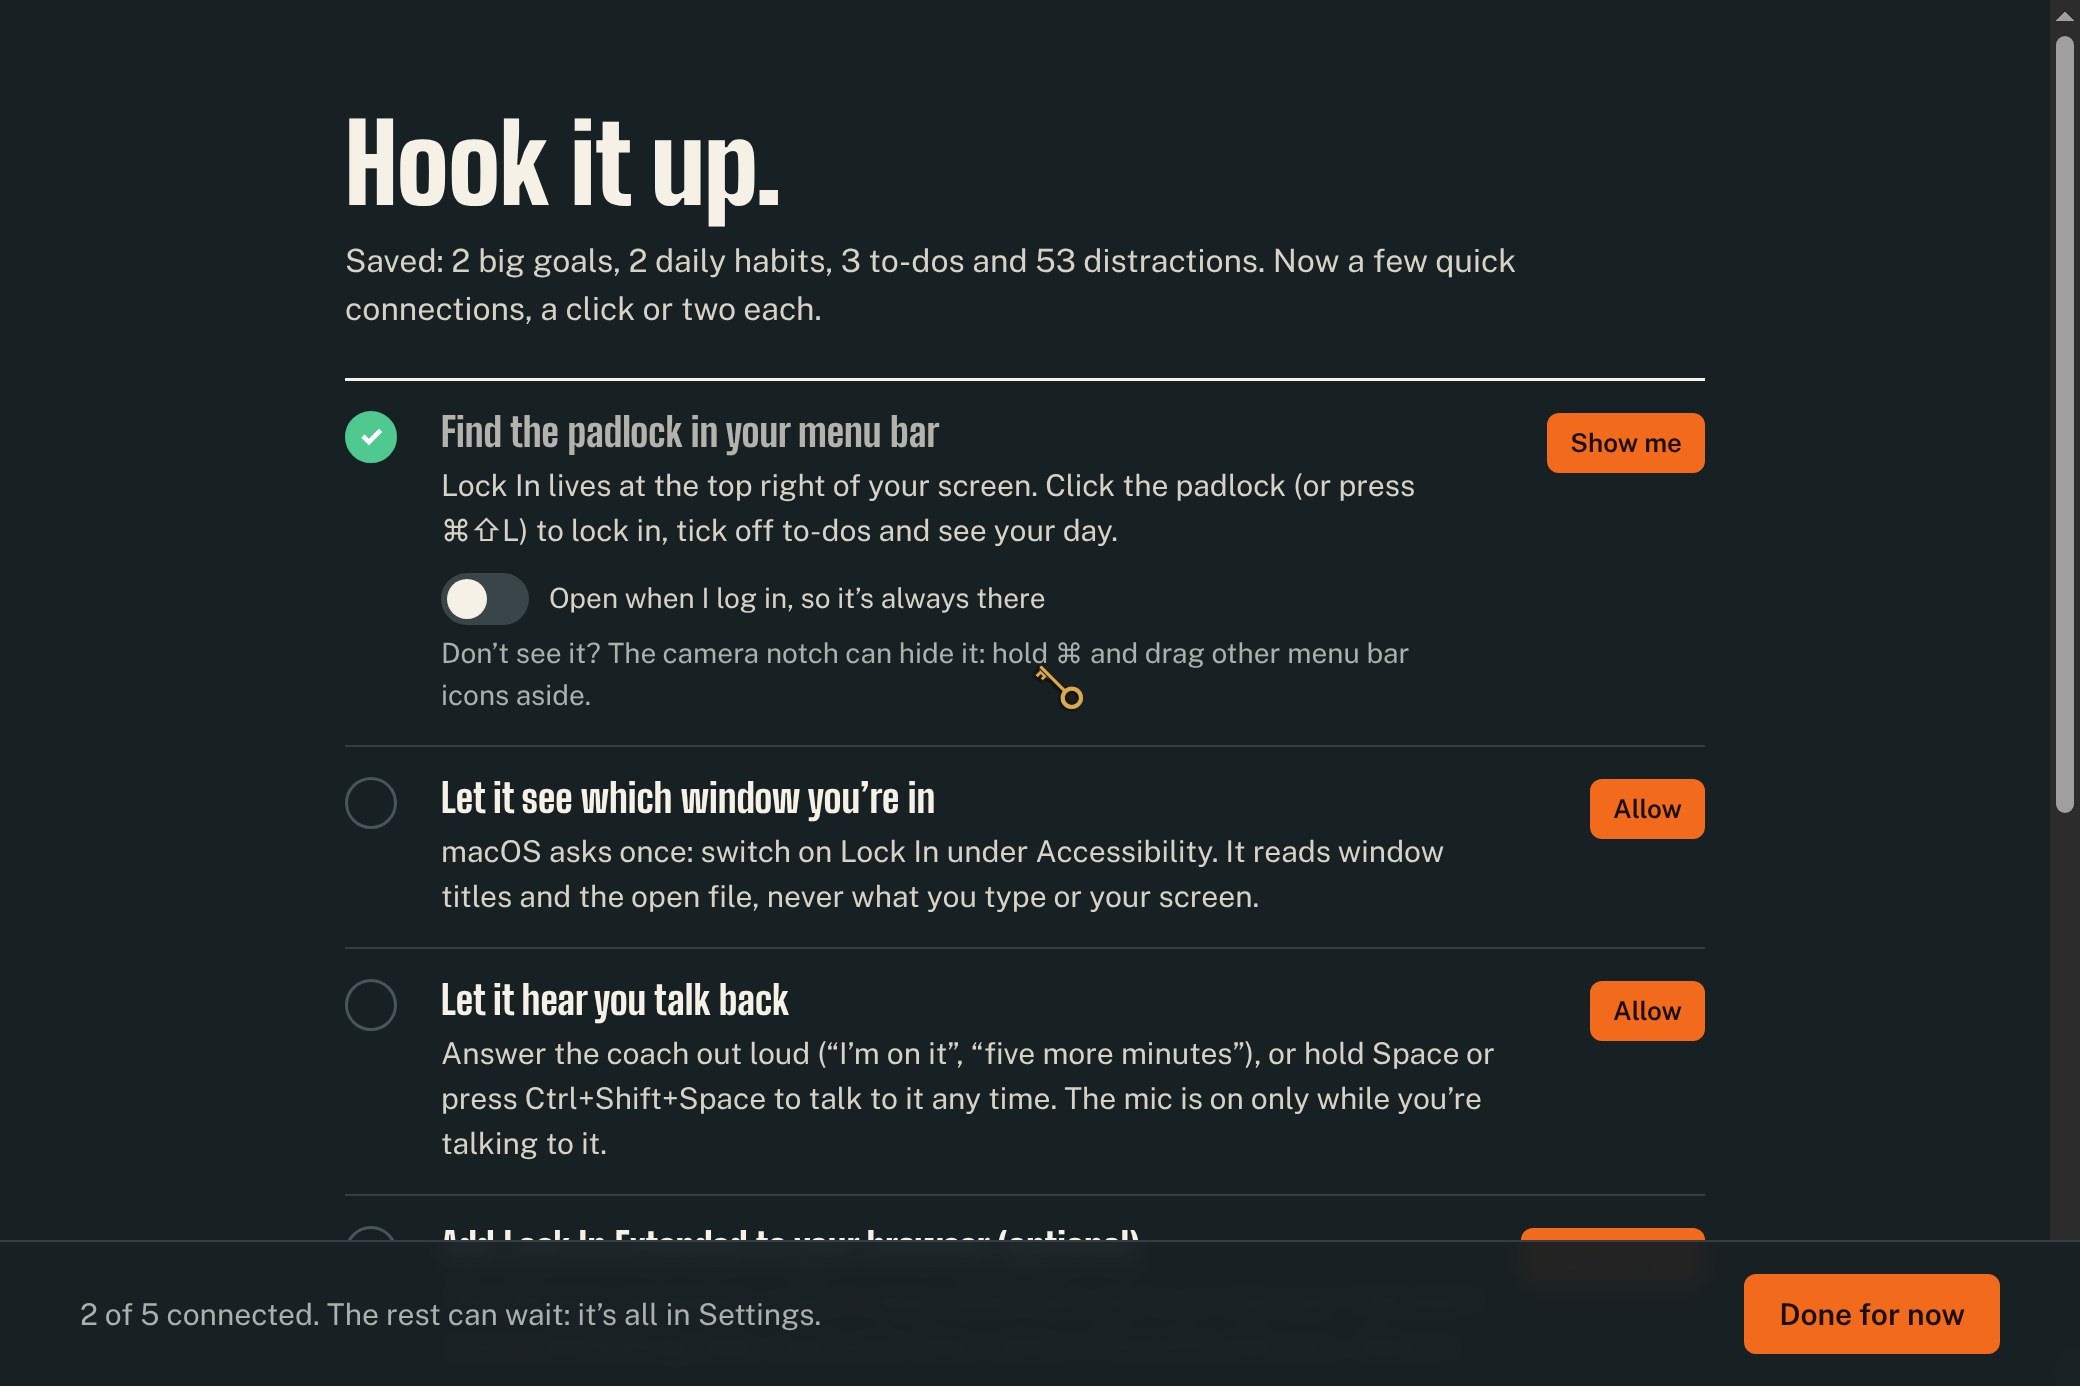 Hook it up.
Saved: 2 big goals, 2 daily habits, 3 to-dos and 53 distractions. Now a few quick
connections, a click or two each.
Find the padlock in your menu bar
Show me
Lock In lives at the top right of your screen. Click the padlock (or press
⌘⇧L) to lock in, tick off to-dos and see your day.
Open when I log in, so it’s always there
Don’t see it? The camera notch can hide it: hold ⌘ and drag other menu bar
icons aside.
Let it see which window you’re in
Allow
macOS asks once: switch on Lock In under Accessibility. It reads window
titles and the open file, never what you type or your screen.
Let it hear you talk back
Allow
Answer the coach out loud (“I’m on it”, “five more minutes”), or hold Space or
press Ctrl+Shift+Space to talk to it any time. The mic is on only while you’re
talking to it.
Add Lock In Extended to your browser (optional)
2 of 5 connected. The rest can wait: it’s all in Settings.
Done for now